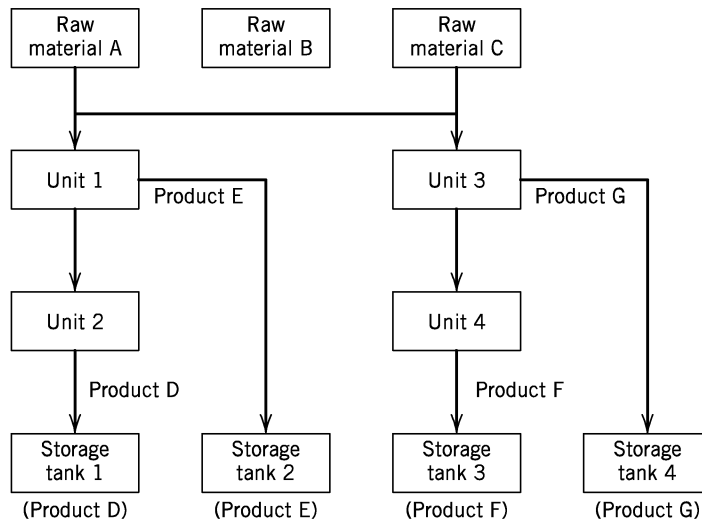 Raw
material A
Raw
material B
Raw
material C
Unit 1
Product E
Unit 3
Product G
Unit 2
Unit 4
Product D
Product F
Storage
tank 1
Storage
tank 2
Storage
tank 3
Storage
tank 4
(Product D)
(Product E)
(Product F)
(Product G)